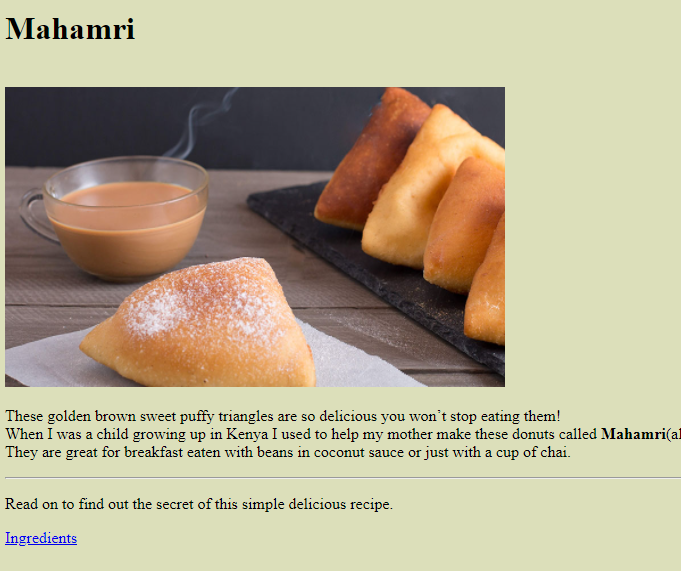 Mahamri
These golden brown sweet puffy triangles are so delicious you won’t stop eating them!
When I was a child growing up in Kenya I used to help my mother make these donuts called Mahamri(al
They are great for breakfast eaten with beans in coconut sauce or just with a cup of chai.
Read on to find out the secret of this simple delicious recipe.
Ingredients